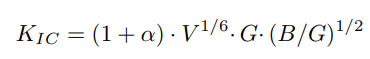 K_{IC} = (1 + α) · V^{1/6} · G · (B/G)^{1/2}